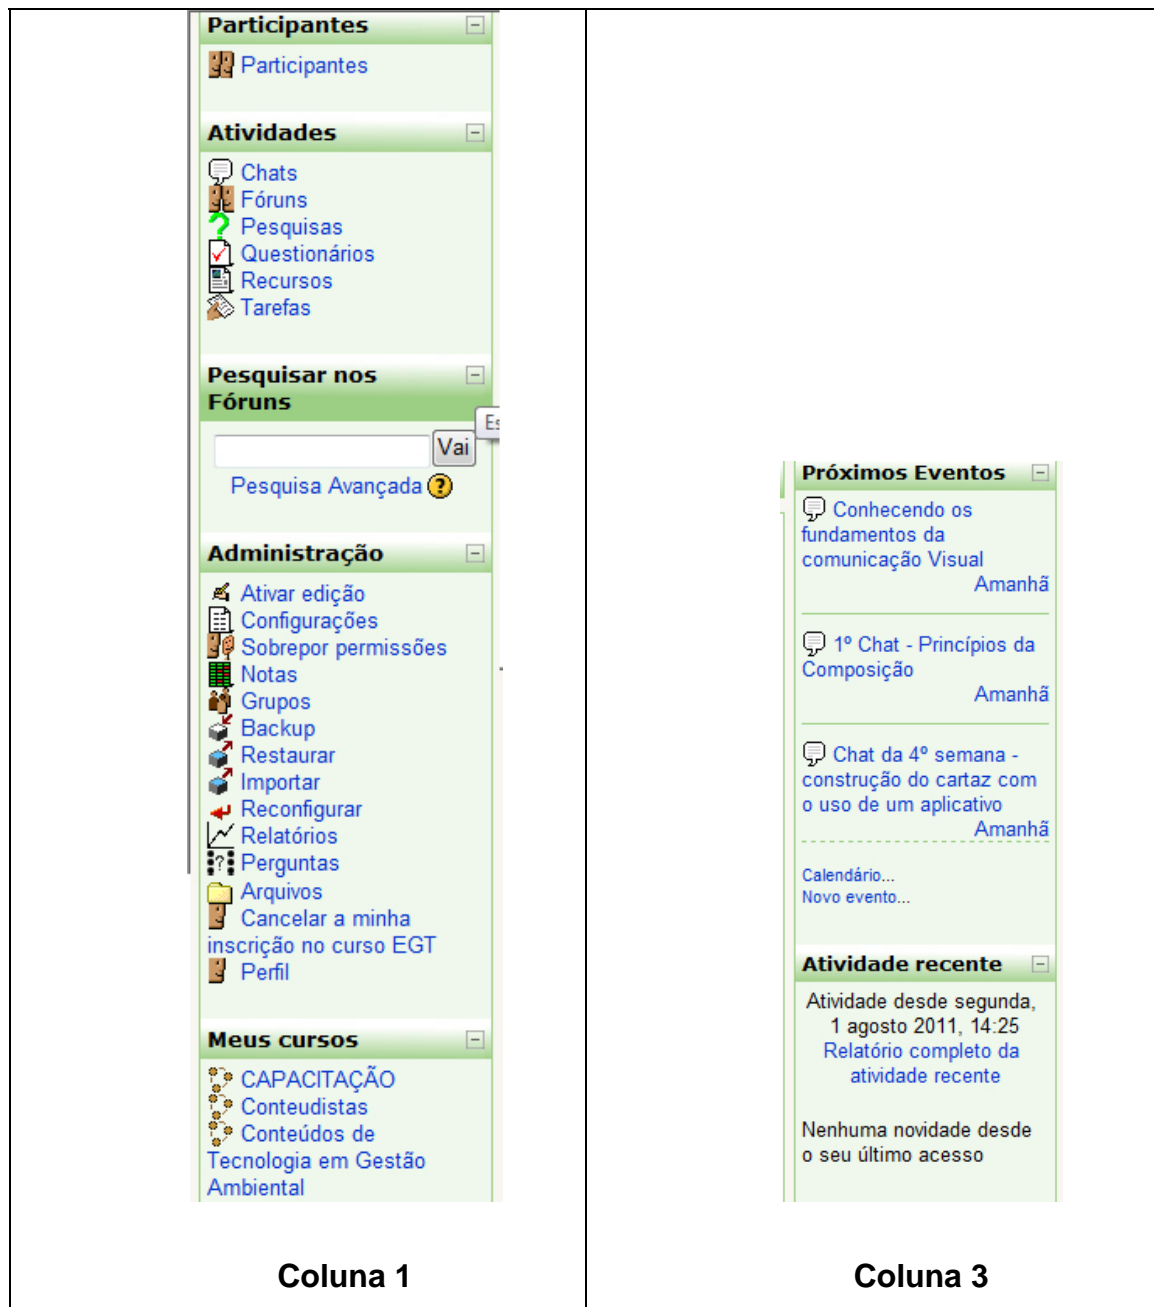 Participantes
Participantes
Atividades
Chats
Fóruns
Pesquisas
Questionários
Recursos
Tarefas
Pesquisar nos
Fóruns
Es
Vai
Pesquisa Avançada
Administração
Ativar edição
Configurações
Sobrepor permissões
Notas
Grupos
Backup
Restaurar
Importar
Reconfigurar
Relatórios
Perguntas
Arquivos
Cancelar a minha
inscrição no curso EGT
Perfil
Meus cursos
CAPACITAÇÃO
Conteudistas
Conteúdos de
Tecnologia em Gestão
Ambiental
Coluna 1
Próximos Eventos
Conhecendo os
fundamentos da
comunicação Visual
Amanhã
1º Chat - Princípios da
Composição
Amanhã
Chat da 4º semana -
construção do cartaz com
o uso de um aplicativo
Amanhã
Calendário...
Novo evento...
Atividade recente
Atividade desde segunda,
1 agosto 2011, 14:25
Relatório completo da
atividade recente
Nenhuma novidade desde
o seu último acesso
Coluna 3